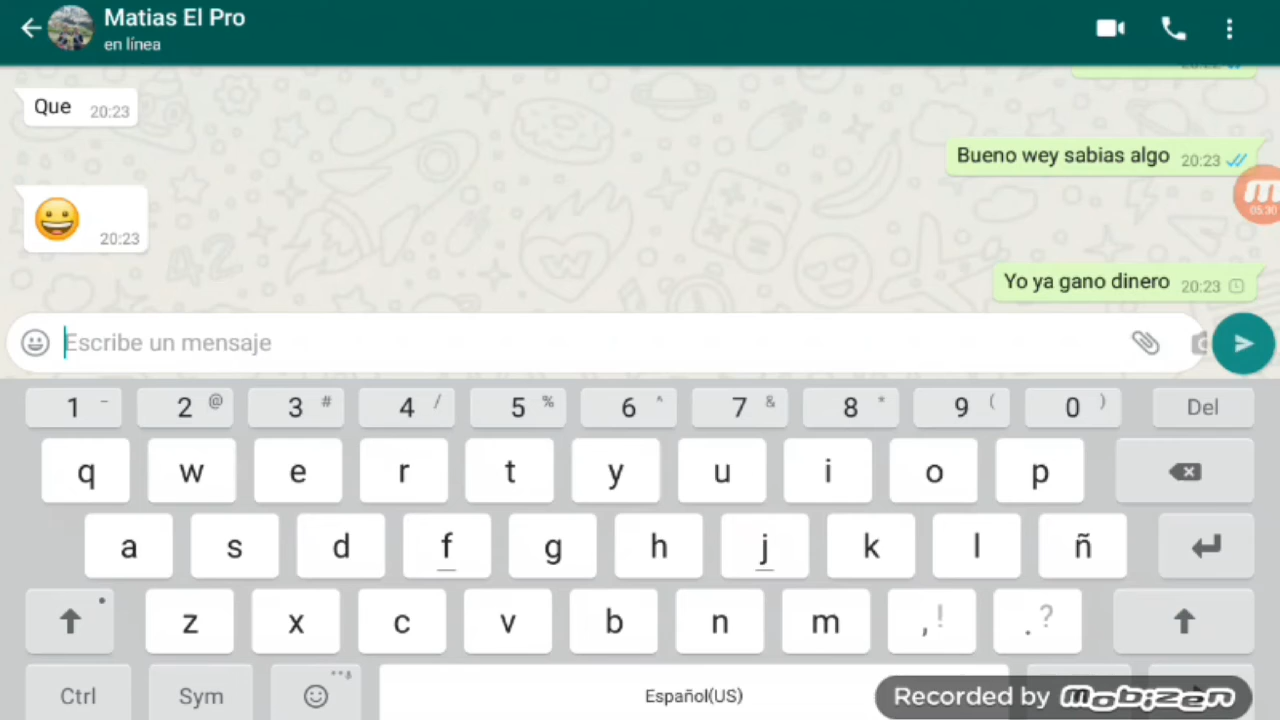 Matias El Pro
en línea
Que 20:23
Bueno wey sabias algo 20:23
05:30
20:23
Yo ya gano dinero 20:23
Escribe un mensaje
1 - 2 @ 3 # 4 / 5 % 6 ^ 7 & 8 * 9 ( 0 ) Del
q w e r t y u i o p
a s d f g h j k l ñ
z x c v b n m , ! . ?
Ctrl Sym Español(US)
Recorded by mobizen